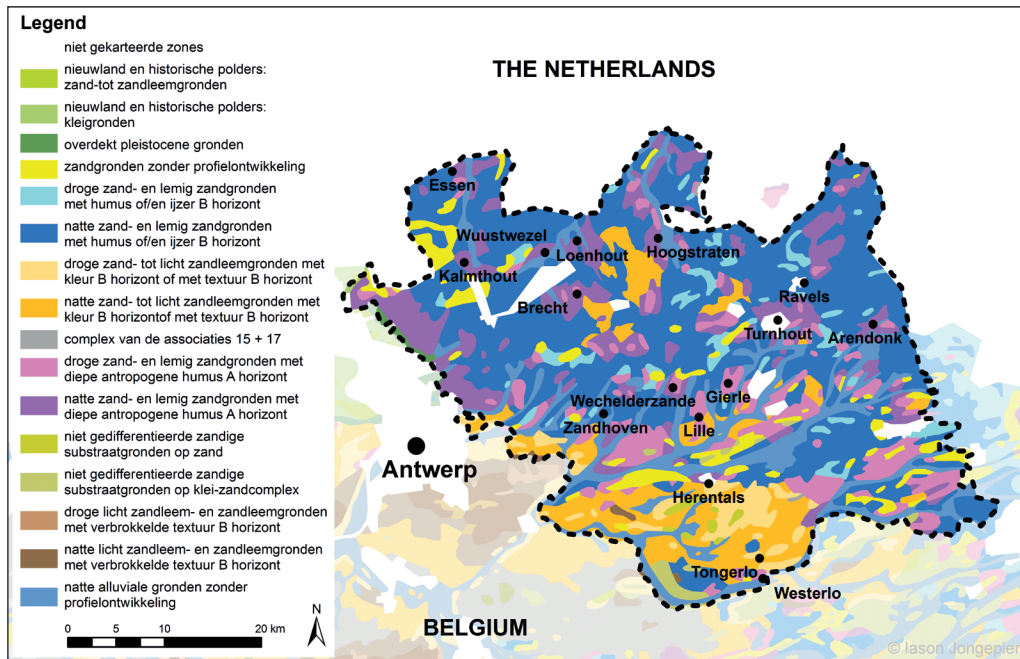 Legend
niet gekarteerde zones
nieuwland en historische polders:
zand-tot zandleemgronden
nieuwland en historische polders:
kleigronden
overdekt pleistocene gronden
zandgronden zonder profielontwikkeling
droge zand- en lemig zandgronden
met humus of/en ijzer B horizont
natte zand- en lemig zandgronden
met humus of/en ijzer B horizont
droge zand- tot licht zandleemgronden met
kleur B horizont of met textuur B horizont
natte zand- tot licht zandleemgronden met
kleur B horizontof met textuur B horizont
complex van de associaties 15 + 17
droge zand- en lemig zandgronden met
diepe antropogene humus A horizont
natte zand- en lemig zandgronden met
diepe antropogene humus A horizont
niet gedifferentieerde zandige
substraatgronden op zand
niet gedifferentieerde zandige
substraatgronden op klei-zandcomplex
droge licht zandleem- en zandleemgronden
met verbrokkelde textuur B horizont
natte licht zandleem- en zandleemgronden
met verbrokkelde textuur B horizont
natte alluviale gronden zonder
profielontwikkeling
N
0 5 10 20 km
THE NETHERLANDS
Essen
Wuustwezel
Loenhout
Hoogstraten
Kalmthout
Brecht
Ravels
Turnhout
Arendonk
Wechelderzande
Gierle
Zandhoven
Lille
Antwerp
Herentals
Tongerlo
Westerlo
BELGIUM
© Iason Jongepier